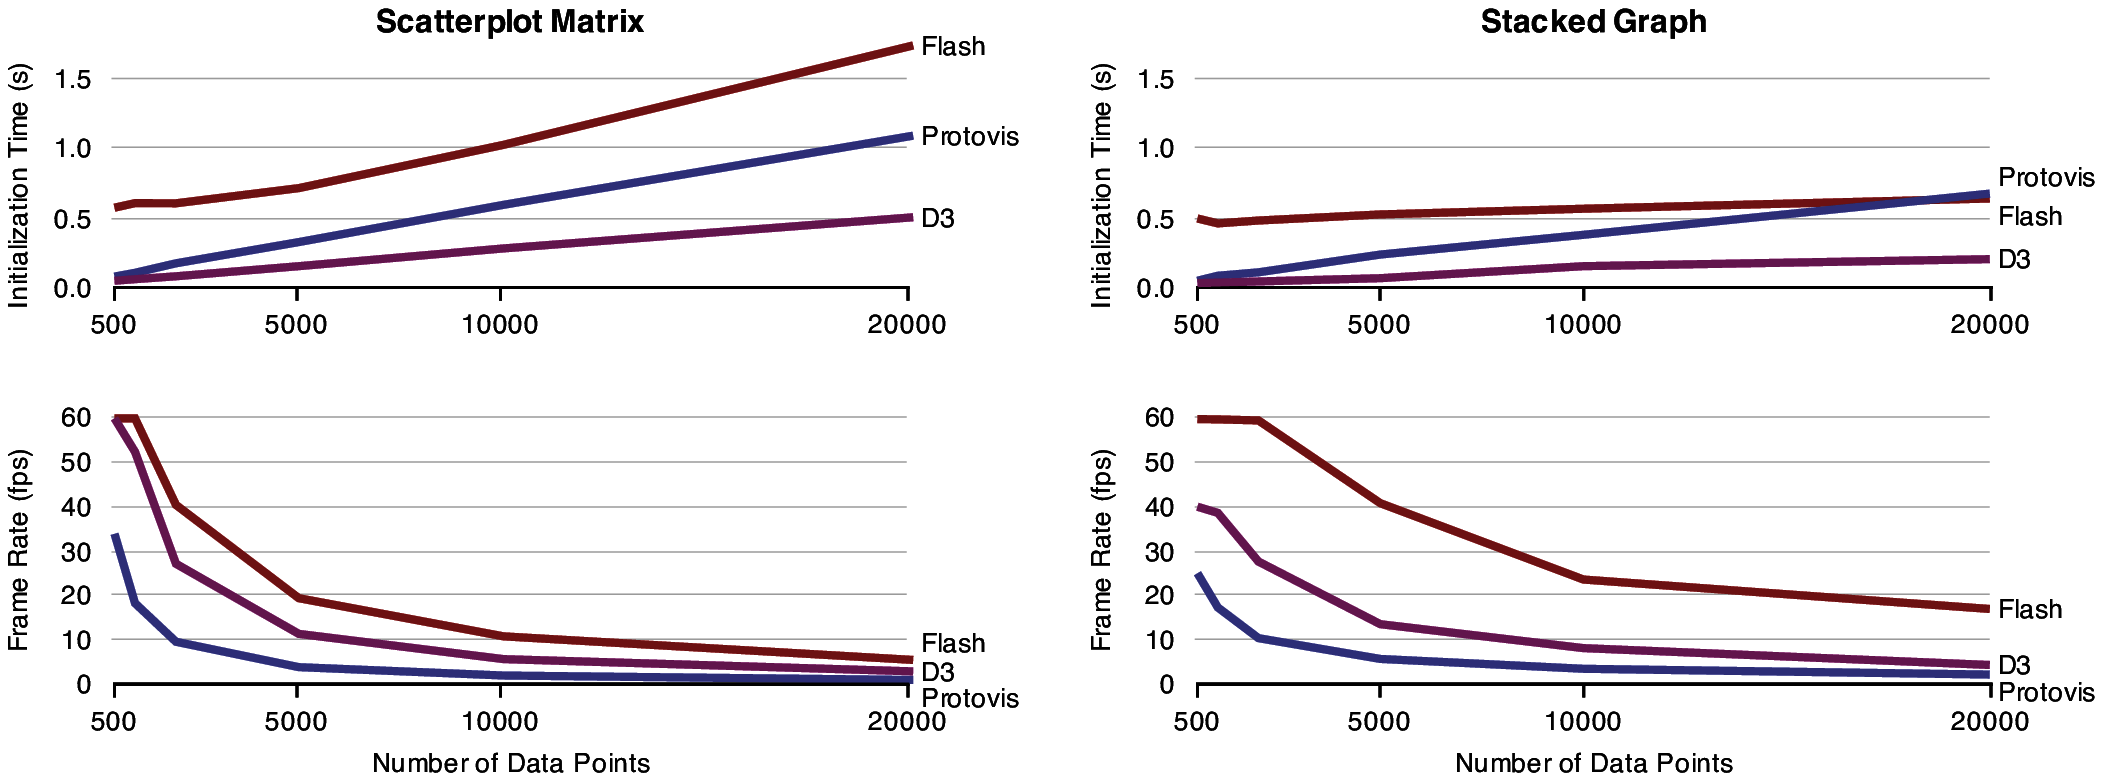 Scatterplot Matrix
Initialization Time (s)
1.5
1.0
0.5
0.0
Flash
Protovis
D3
500 5000 10000 20000
Stacked Graph
Initialization Time (s)
1.5
1.0
0.5
0.0
Protovis
Flash
D3
500 5000 10000 20000
Frame Rate (fps)
60
50
40
30
20
10
0
Flash
D3
Protovis
500 5000 10000 20000
Number of Data Points
Frame Rate (fps)
60
50
40
30
20
10
0
Flash
D3
Protovis
500 5000 10000 20000
Number of Data Points